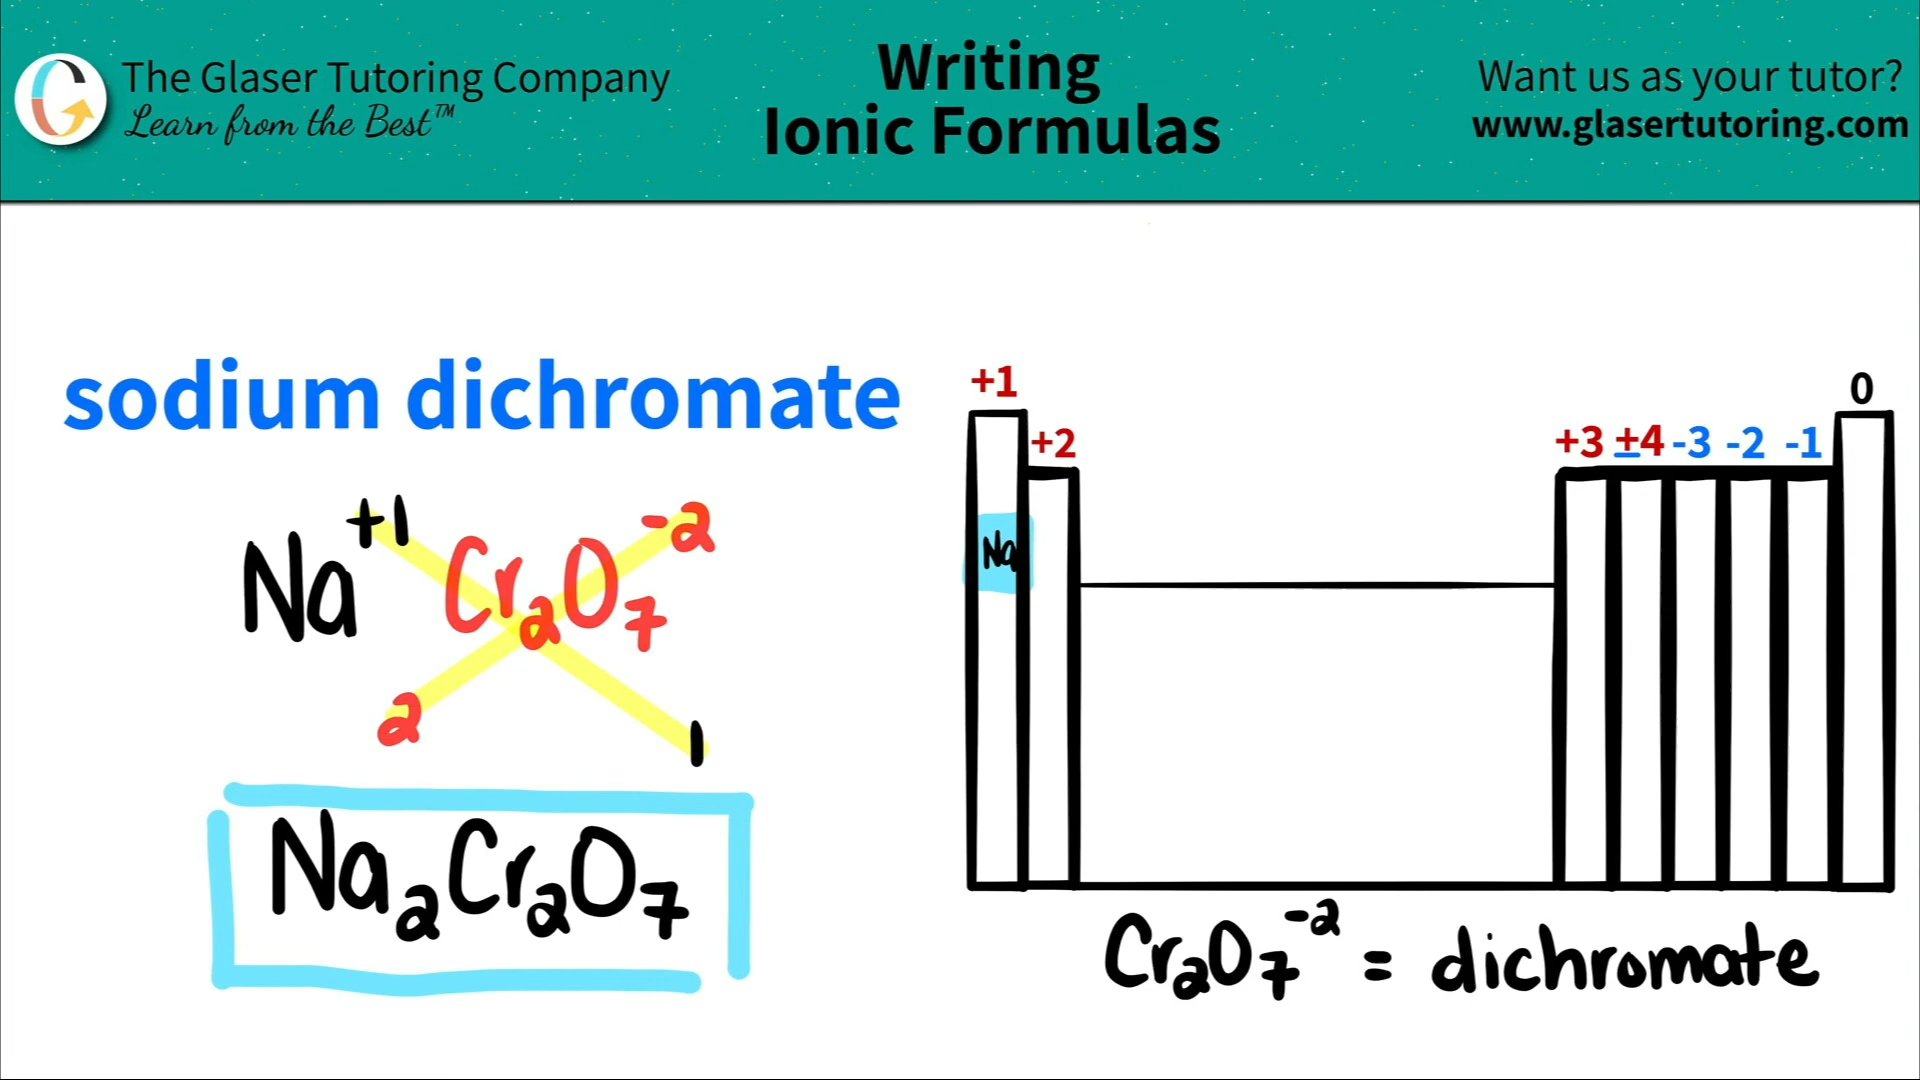 The Glaser Tutoring Company
Learn from the Best™
Writing
Ionic Formulas
Want us as your tutor?
www.glasertutoring.com
sodium dichromate
Na⁺¹ Cr₂O₇⁻²
2 1
Na₂Cr₂O₇
+1 0
+2 +3 ±4 -3 -2 -1
Na
Cr₂O₇⁻² = dichromate